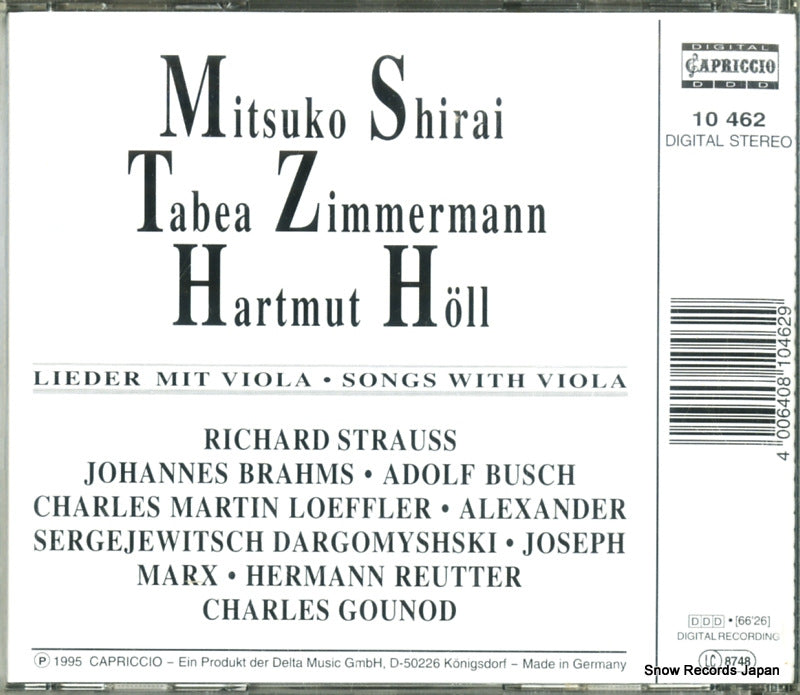 Mitsuko Shirai
Tabea Zimmermann
Hartmut Höll
LIEDER MIT VIOLA • SONGS WITH VIOLA
RICHARD STRAUSS
JOHANNES BRAHMS • ADOLF BUSCH
CHARLES MARTIN LOEFFLER • ALEXANDER
SERGEJEWITSCH DARGOMYSHSKI • JOSEPH
MARX • HERMANN REUTTER
CHARLES GOUNOD
Ⓟ 1995 CAPRICCIO – Ein Produkt der Delta Music GmbH, D-50226 Königsdorf – Made in Germany
DIGITAL
CAPRICCIO
D D D
10 462
DIGITAL STEREO
4 006408 104629
DDD • [66'26]
DIGITAL RECORDING
LC 8748
Snow Records Japan